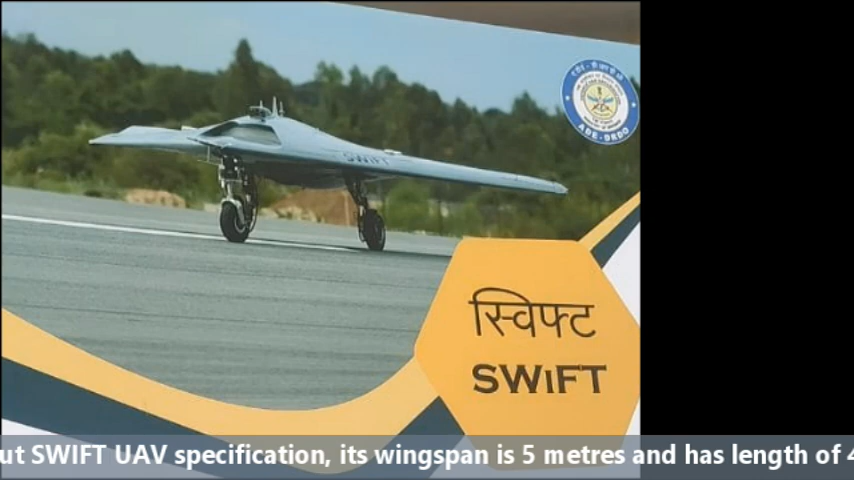 SWIFT
ADE-DRDO
स्विफ्ट
SWiFT
ut SWIFT UAV specification, its wingspan is 5 metres and has length of 4